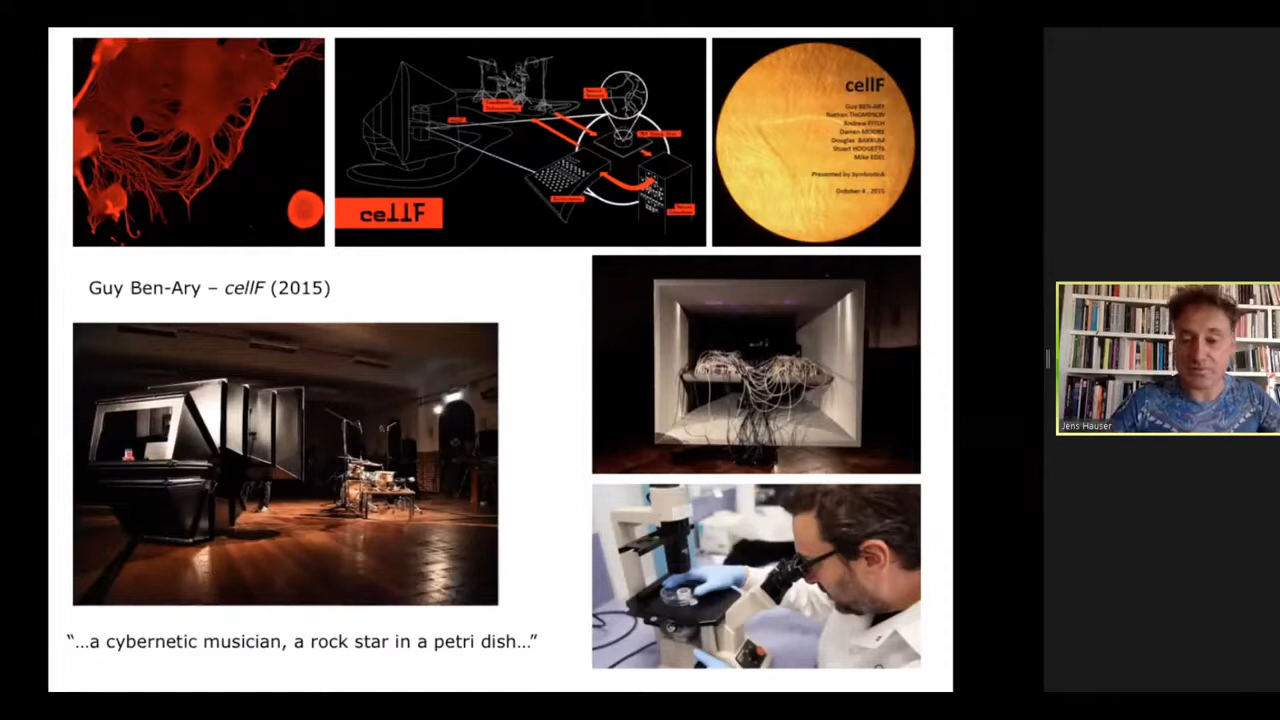 cellF
cellF
Guy BEN-ARY
Nathan THOMPSON
Andrew FITCH
Darren MOORE
Douglas BAKKUM
Stuart HODGETTS
Mike EDEL
Presented by SymbioticA
October 4, 2015
Guy Ben-Ary – cellF (2015)
“…a cybernetic musician, a rock star in a petri dish…”
Jens Hauser